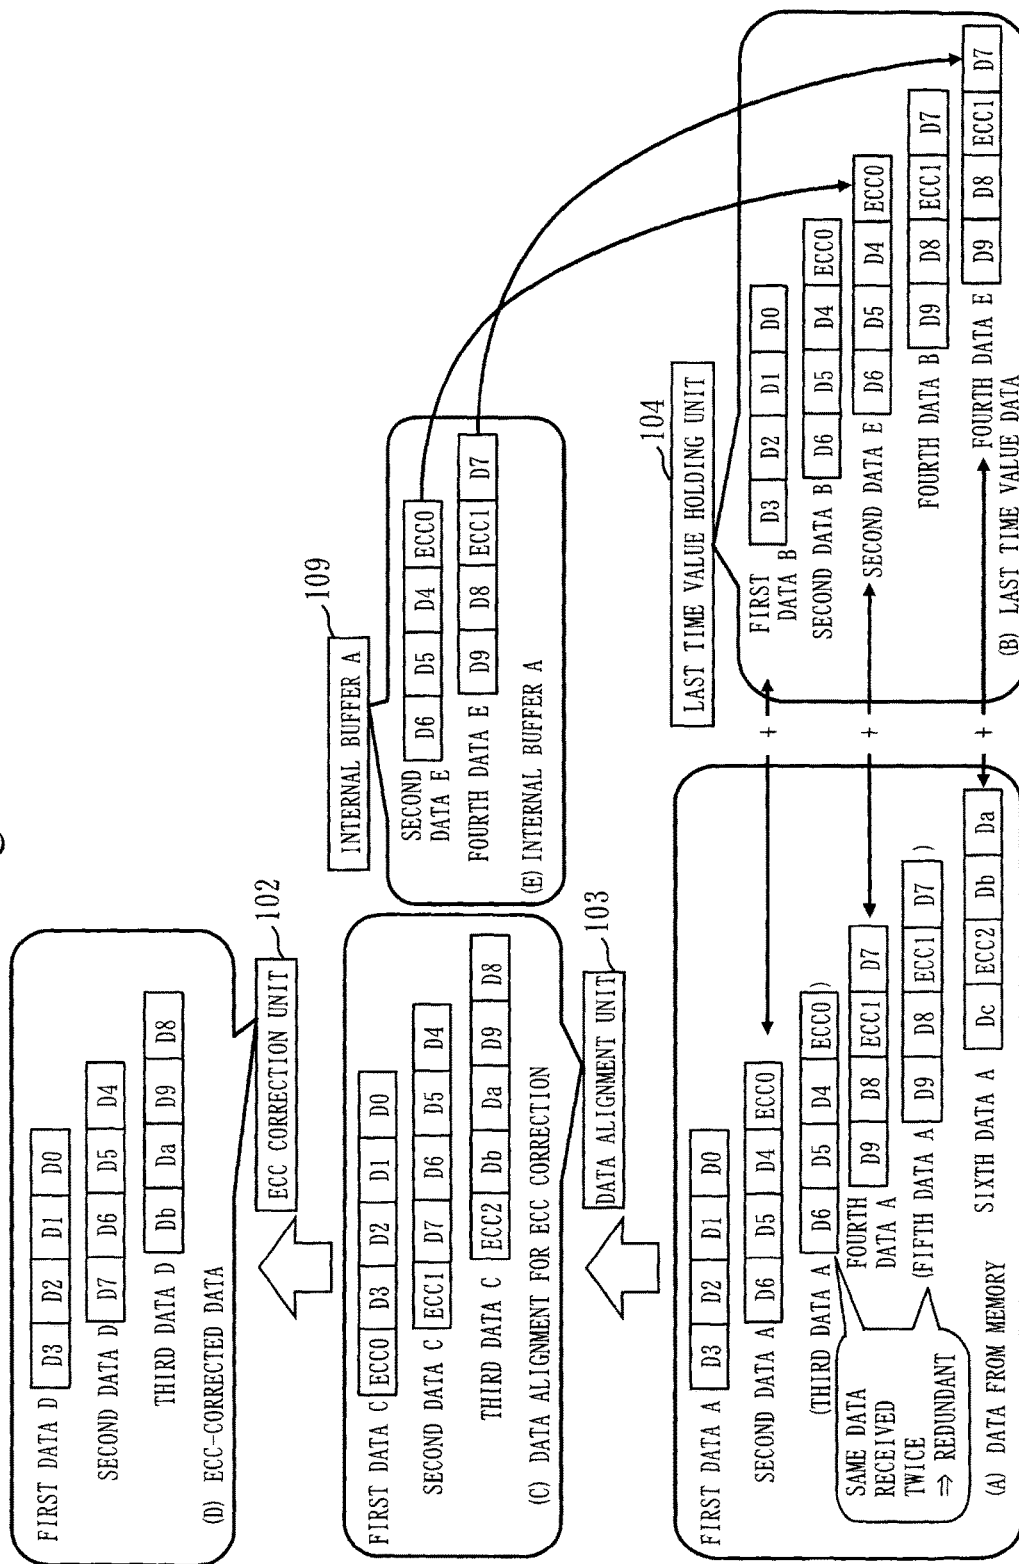 FIRST DATA D D3 D2 D1 D0
SECOND DATA D D7 D6 D5 D4
THIRD DATA D Db Da D9 D8
(D) ECC-CORRECTED DATA
ECC CORRECTION UNIT 102
FIRST DATA C ECC0 D3 D2 D1 D0
SECOND DATA C ECC1 D7 D6 D5 D4
THIRD DATA C ECC2 Db Da D9 D8
(C) DATA ALIGNMENT FOR ECC CORRECTION
DATA ALIGNMENT UNIT 103
INTERNAL BUFFER A 109
SECOND
DATA E
D6 D5 D4 ECC0
FOURTH DATA E D9 D8 ECC1 D7
(E) INTERNAL BUFFER A
FIRST DATA A D3 D2 D1 D0
SECOND DATA A D6 D5 D4 ECC0
(THIRD DATA A D6 D5 D4 ECC0)
FOURTH
DATA A
D9 D8 ECC1 D7
(FIFTH DATA A D9 D8 ECC1 D7)
SIXTH DATA A Dc ECC2 Db Da
SAME DATA
RECEIVED
TWICE
⇒ REDUNDANT
(A) DATA FROM MEMORY
+
+
+
LAST TIME VALUE HOLDING UNIT 104
FIRST
DATA B
D3 D2 D1 D0
SECOND DATA B D6 D5 D4 ECC0
SECOND DATA E D6 D5 D4 ECC0
FOURTH DATA B D9 D8 ECC1 D7
FOURTH DATA E D9 D8 ECC1 D7
(B) LAST TIME VALUE DATA